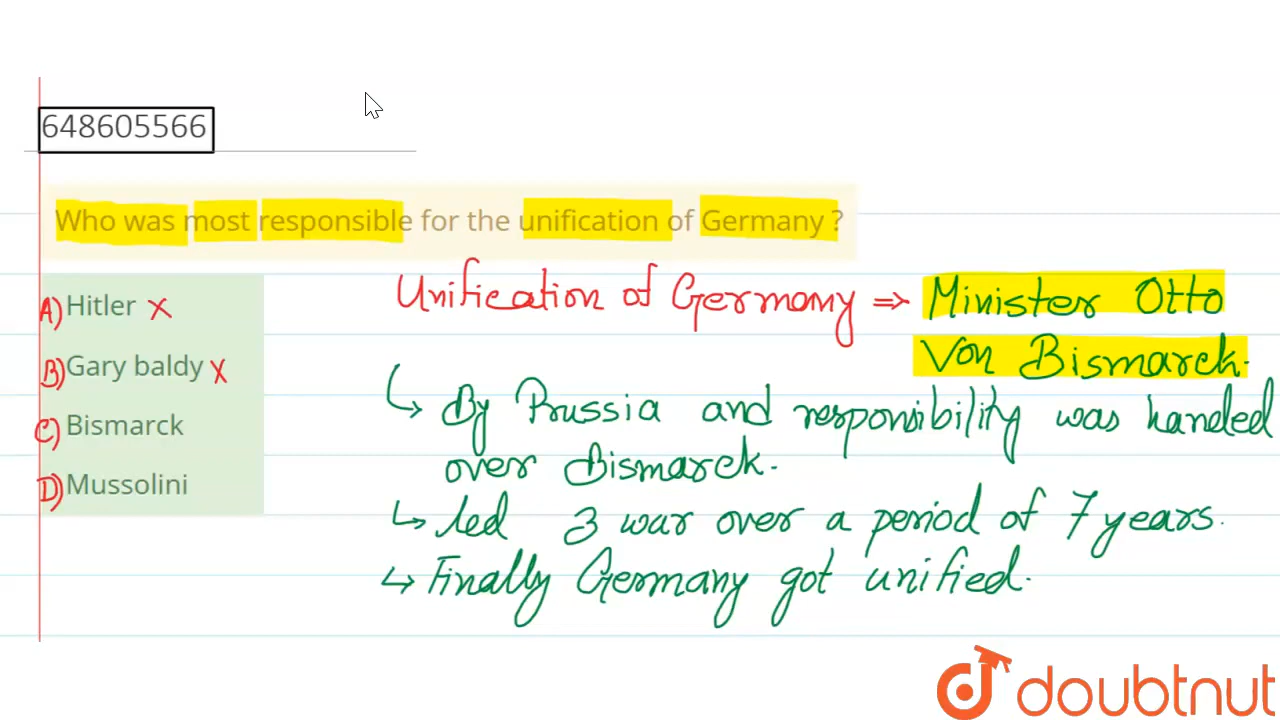 648605566
Who was most responsible for the unification of Germany ?
A) Hitler X
B) Gary baldy X
C) Bismarck
D) Mussolini
Unification of Germany ⇒ Minister Otto
Von Bismarck.
↳ By Prussia and responsibility was handed
over Bismarck.
↳ led 3 war over a period of 7 years.
↳ Finally Germany got unified.
doubtnut